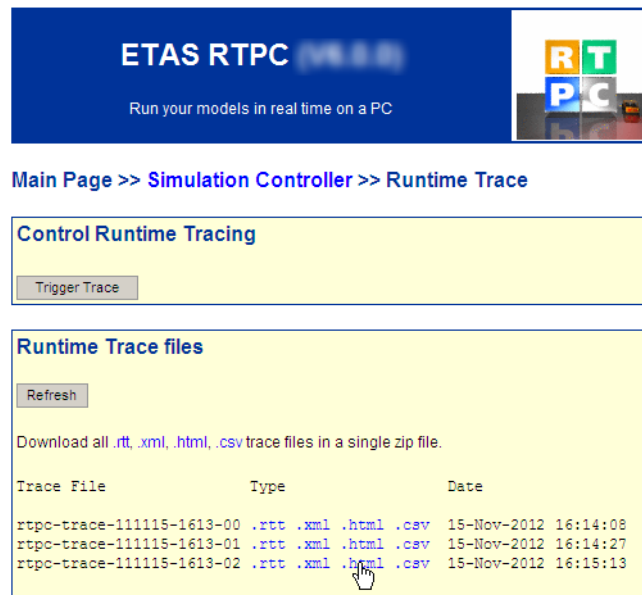 ETAS RTPC
Run your models in real time on a PC
R T
P C
Main Page >> Simulation Controller >> Runtime Trace
Control Runtime Tracing
Trigger Trace
Runtime Trace files
Refresh
Download all .rtt, .xml, .html, .csv trace files in a single zip file.
Trace File Type Date
rtpc-trace-111115-1613-00 .rtt .xml .html .csv 15-Nov-2012 16:14:08
rtpc-trace-111115-1613-01 .rtt .xml .html .csv 15-Nov-2012 16:14:27
rtpc-trace-111115-1613-02 .rtt .xml .html .csv 15-Nov-2012 16:15:13